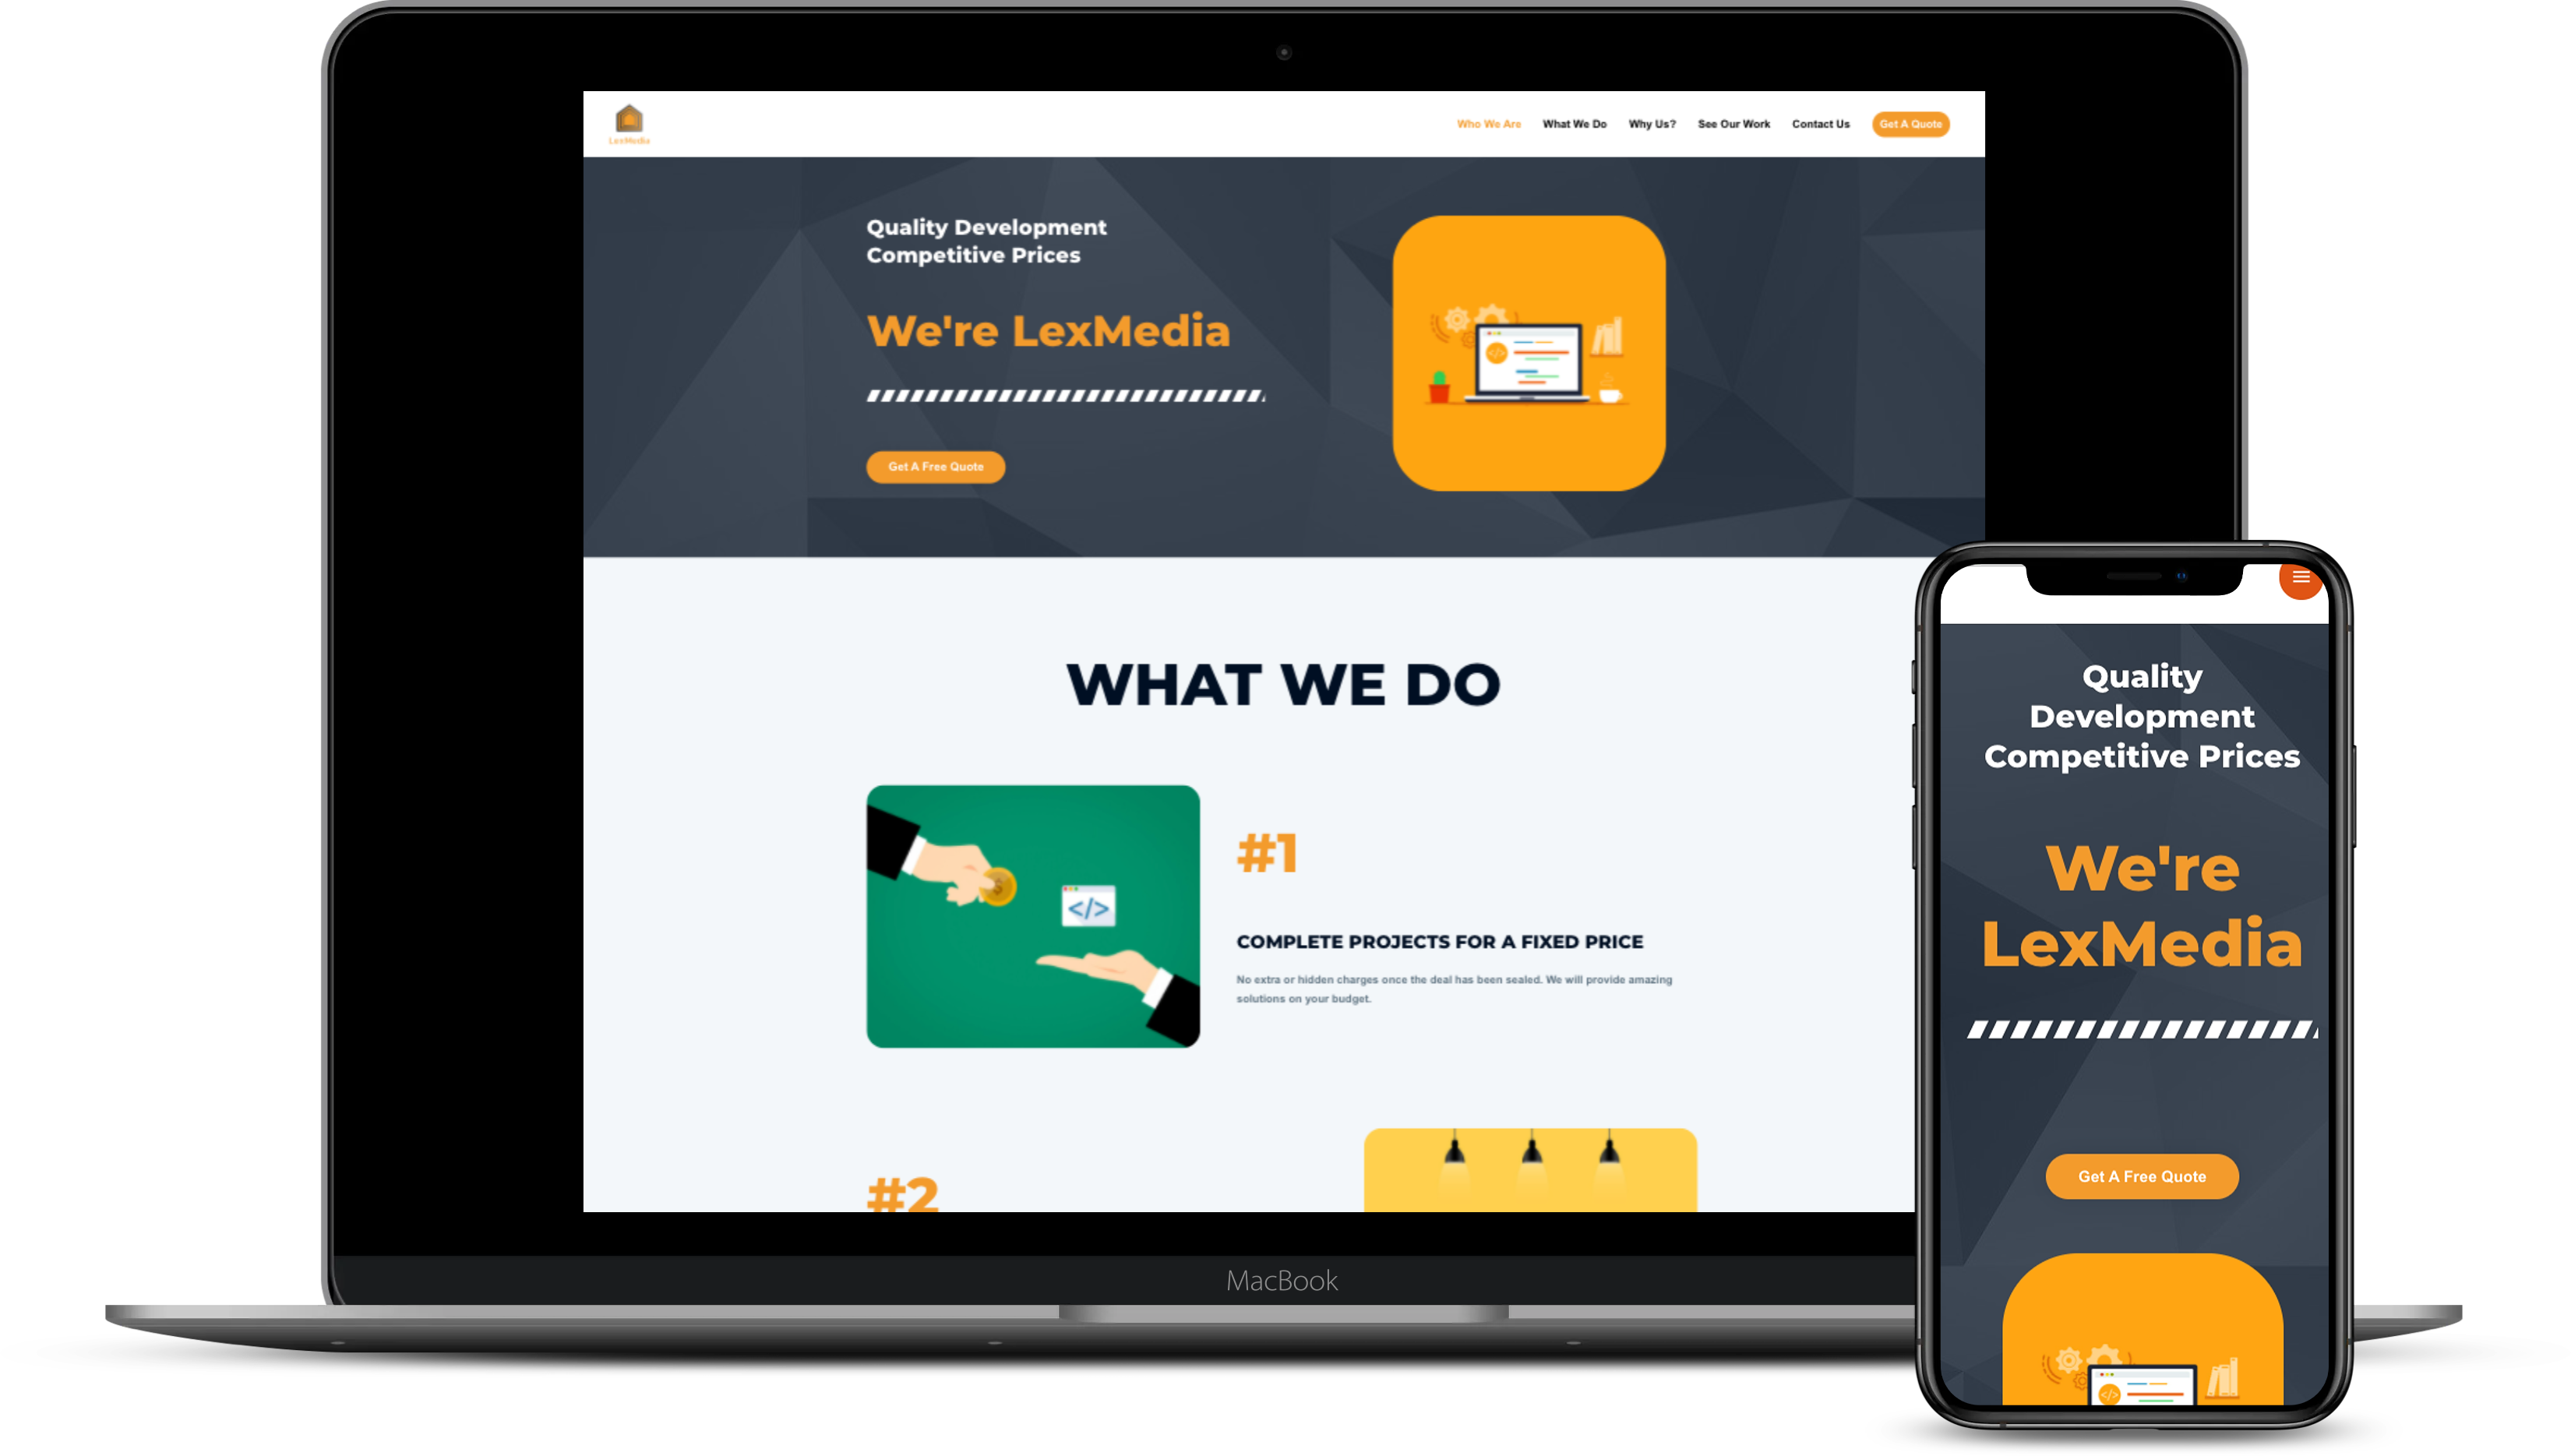 LexMedia
Who We Are What We Do Why Us? See Our Work Contact Us Get A Quote
Quality Development
Competitive Prices
We're LexMedia
Get A Free Quote
WHAT WE DO
#1
COMPLETE PROJECTS FOR A FIXED PRICE
No extra or hidden charges once the deal has been sealed. We will provide amazing
solutions on your budget.
#2
MacBook
Quality
Development
Competitive Prices
We're
LexMedia
Get A Free Quote